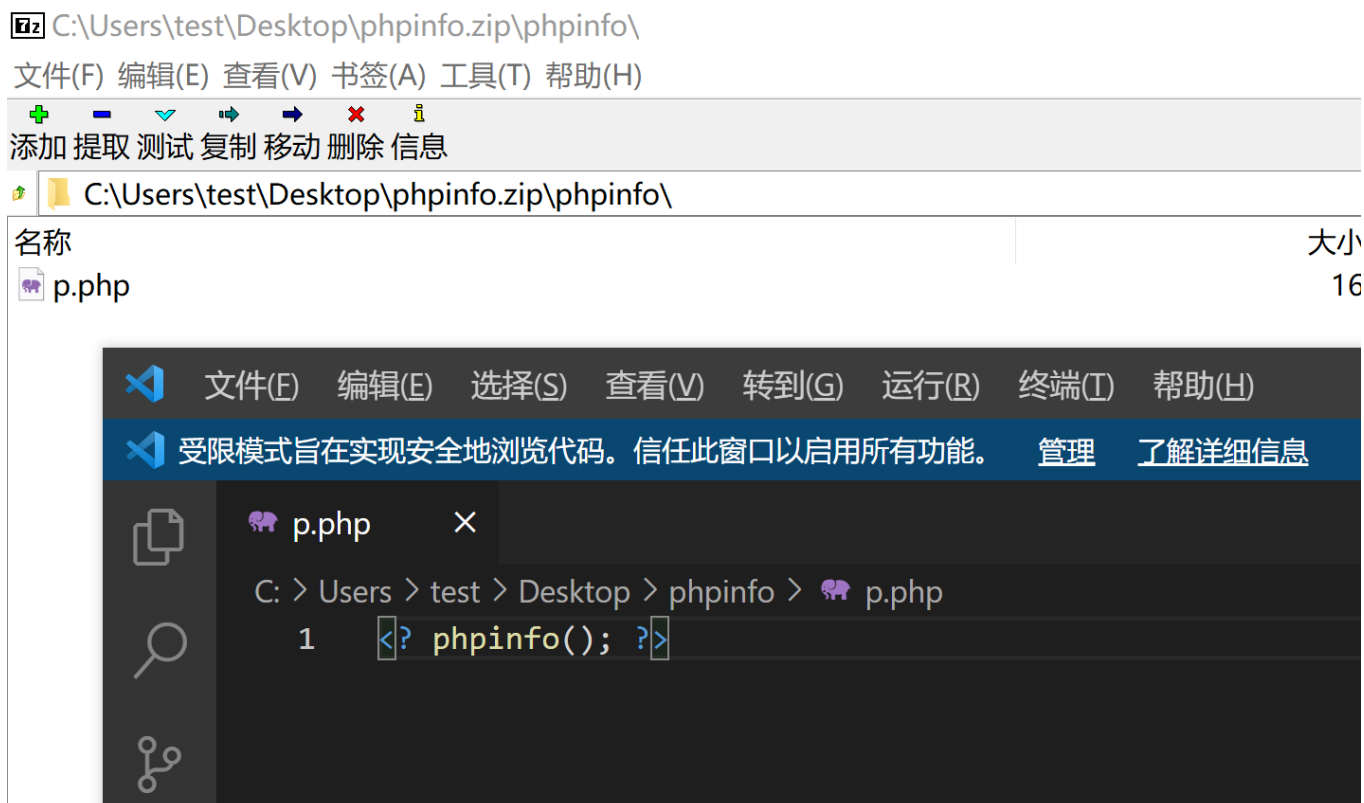 C:\Users\test\Desktop\phpinfo.zip\phpinfo\
文件(F) 编辑(E) 查看(V) 书签(A) 工具(T) 帮助(H)
添加 提取 测试 复制 移动 删除 信息
C:\Users\test\Desktop\phpinfo.zip\phpinfo\
名称 大小
p.php 16
文件(F) 编辑(E) 选择(S) 查看(V) 转到(G) 运行(R) 终端(T) 帮助(H)
受限模式旨在实现安全地浏览代码。信任此窗口以启用所有功能。 管理 了解详细信息
p.php
C: > Users > test > Desktop > phpinfo > p.php
1 <? phpinfo(); ?>